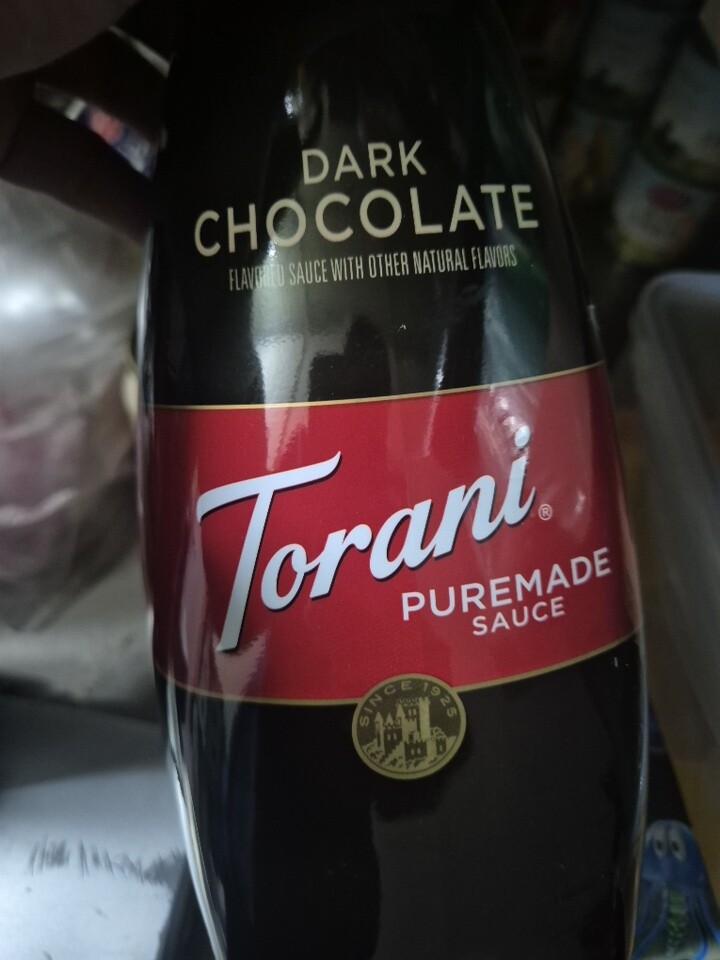 DARK
CHOCOLATE
FLAVORED SAUCE WITH OTHER NATURAL FLAVORS
Torani®
PUREMADE
SAUCE
SINCE 1925